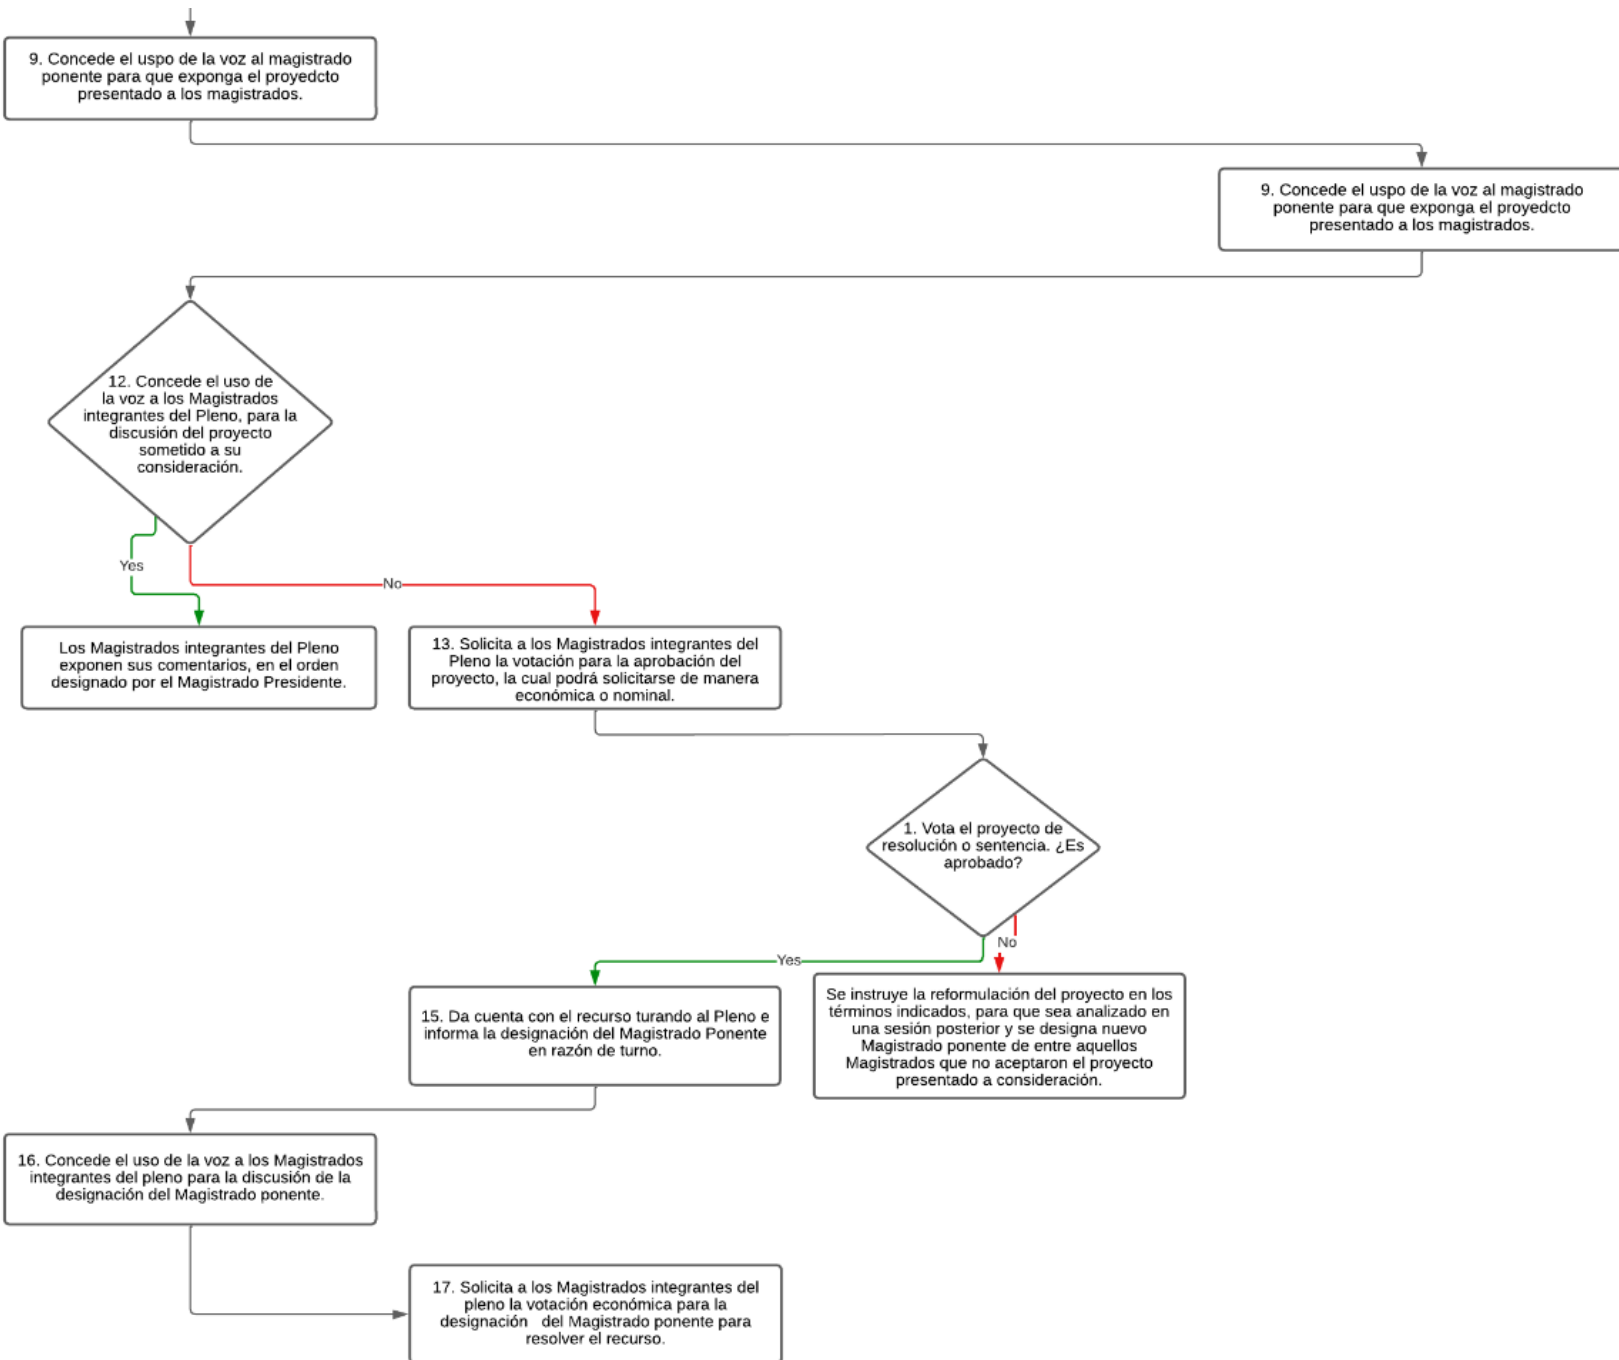 9. Concede el uspo de la voz al magistrado
ponente para que exponga el proyedcto
presentado a los magistrados.
9. Concede el uspo de la voz al magistrado
ponente para que exponga el proyedcto
presentado a los magistrados.
12. Concede el uso de
la voz a los Magistrados
integrantes del Pleno, para la
discusión del proyecto
sometido a su
consideración.
Yes
No
Los Magistrados integrantes del Pleno
exponen sus comentarios, en el orden
designado por el Magistrado Presidente.
13. Solicita a los Magistrados integrantes del
Pleno la votación para la aprobación del
proyecto, la cual podrá solicitarse de manera
económica o nominal.
1. Vota el proyecto de
resolución o sentencia. ¿Es
aprobado?
No
Yes
15. Da cuenta con el recurso turando al Pleno e
informa la designación del Magistrado Ponente
en razón de turno.
Se instruye la reformulación del proyecto en los
términos indicados, para que sea analizado en
una sesión posterior y se designa nuevo
Magistrado ponente de entre aquellos
Magistrados que no aceptaron el proyecto
presentado a consideración.
16. Concede el uso de la voz a los Magistrados
integrantes del pleno para la discusión de la
designación del Magistrado ponente.
17. Solicita a los Magistrados integrantes del
pleno la votación económica para la
designación del Magistrado ponente para
resolver el recurso.